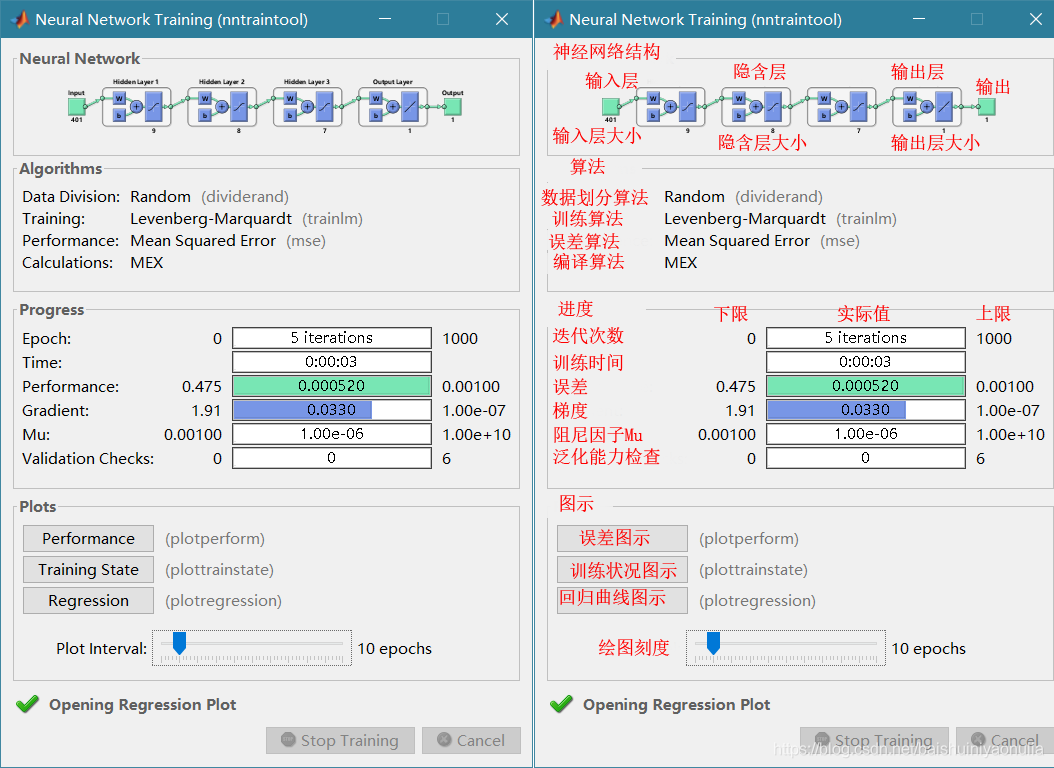 Neural Network Training (nntraintool)
Neural Network
Hidden Layer 1 Hidden Layer 2 Hidden Layer 3 Output Layer
Input Output
W W W W
+ + + +
b b b b
401 1
9 8 7 1
Algorithms
Data Division: Random (dividerand)
Training: Levenberg-Marquardt (trainlm)
Performance: Mean Squared Error (mse)
Calculations: MEX
Progress
Epoch: 0 5 iterations 1000
Time: 0:00:03
Performance: 0.475 0.000520 0.00100
Gradient: 1.91 0.0330 1.00e-07
Mu: 0.00100 1.00e-06 1.00e+10
Validation Checks: 0 0 6
Plots
Performance (plotperform)
Training State (plottrainstate)
Regression (plotregression)
Plot Interval: 10 epochs
Opening Regression Plot
Stop Training Cancel
Neural Network Training (nntraintool)
神经网络结构
输入层 隐含层 输出层 输出
W W W W
+ + + +
b b b b
401 1
9 8 7 1
输入层大小 隐含层大小 输出层大小
算法
数据划分算法 Random (dividerand)
训练算法 Levenberg-Marquardt (trainlm)
误差算法 Mean Squared Error (mse)
编译算法 MEX
进度 下限 实际值 上限
迭代次数 0 5 iterations 1000
训练时间 0:00:03
误差 0.475 0.000520 0.00100
梯度 1.91 0.0330 1.00e-07
阻尼因子Mu 0.00100 1.00e-06 1.00e+10
泛化能力检查 0 0 6
图示
误差图示 (plotperform)
训练状况图示 (plottrainstate)
回归曲线图示 (plotregression)
绘图刻度 10 epochs
Opening Regression Plot
Stop Training Cancel
https://blog.csdn.net/baishuiniyaonulia